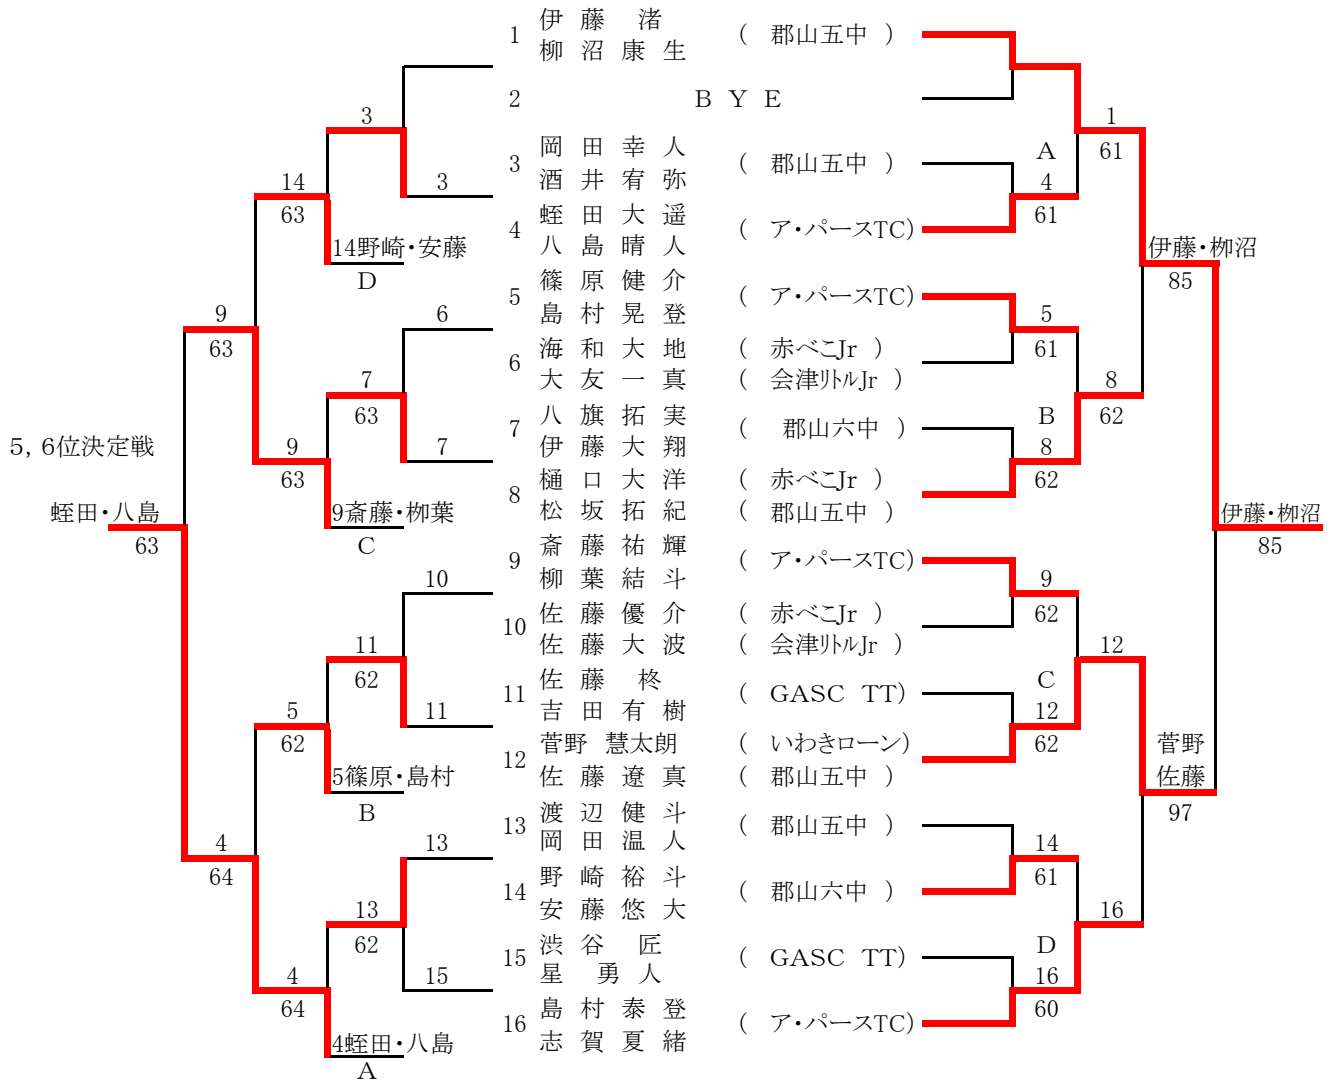 1 伊藤 渚 ( 郡山五中 )
柳沼康生
2 BYE
3 岡田幸人 ( 郡山五中 )
酒井宥弥
4 蛭田大遥 ( ア・パースTC)
八島晴人
5 篠原健介 ( ア・パースTC)
島村晃登
6 海和大地 ( 赤べこJr )
大友一真 ( 会津リトルJr )
7 八旗拓実 ( 郡山六中 )
伊藤大翔
8 樋口大洋 ( 赤べこJr )
松坂拓紀 ( 郡山五中 )
9 斎藤祐輝 ( ア・パースTC)
柳葉結斗
10 佐藤優介 ( 赤べこJr )
佐藤大波 ( 会津リトルJr )
11 佐藤 柊 ( GASC TT)
吉田有樹
12 菅野 慧太朗 ( いわきローン)
佐藤遼真 ( 郡山五中 )
13 渡辺健斗 ( 郡山五中 )
岡田温人
14 野崎裕斗 ( 郡山六中 )
安藤悠大
15 渋谷 匠 ( GASC TT)
星 勇人
16 島村泰登 ( ア・パースTC)
志賀夏緒
A
4
61
5
61
B
8
62
9
62
C
12
62
14
61
D
16
60
1
61
8
62
12
16
伊藤・栁沼
85
菅野
佐藤
97
伊藤・栁沼
85
3
3
14
63
14野崎・安藤
D
6
7
63
7
9
63
9斎藤・栁葉
C
9
63
5, 6位決定戦
蛭田・八島
63
10
11
62
11
5
62
5篠原・島村
B
4
64
13
13
62
15
4
64
4蛭田・八島
A